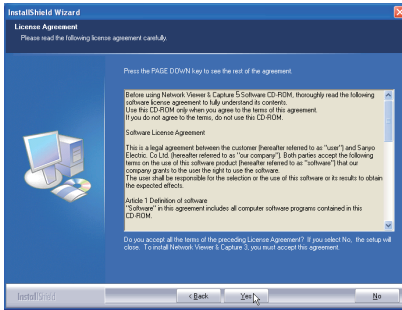 InstallShield Wizard
License Agreement
Please read the following license agreement carefully.
Press the PAGE DOWN key to see the rest of the agreement.
Before using Network Viewer & Capture 5 Software CD-ROM, thoroughly read the following
software license agreement to fully understand its contents.
Use this CD-ROM only when you agree to the terms of this agreement.
If you do not agree to the terms, do not use this CD-ROM.
Software License Agreement
This is a legal agreement between the customer (hereafter referred to as "user") and Sanyo
Electric. Co Ltd. (hereafter referred to as "our company"). Both parties accept the following
terms on the use of this software product (hereafter referred to as "software") that our
company grants to the user the right to use the software.
The user shall be responsible for the selection or the use of this software or its results to obtain
the expected effects.
Article 1 Definition of software
"Software" in this agreement includes all computer software programs contained in this
CD-ROM.
Do you accept all the terms of the preceding License Agreement? If you select No, the setup will
close. To install Network Viewer & Capture 3, you must accept this agreement.
InstallShield
< Back
Yes
No